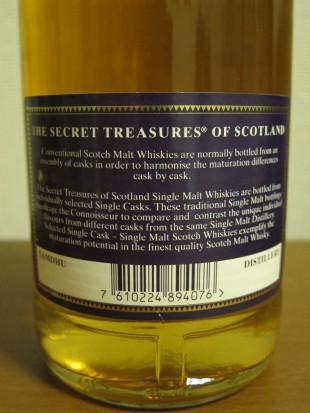 THE SECRET TREASURES® OF SCOTLAND
Conventional Scotch Malt Whiskies are normally bottled from an
assembly of casks in order to harmonise the maturation differences
cask by cask.
The Secret Treasures of Scotland Single Malt Whiskies are bottled from
individually selected Single Casks. These traditional Single Malt bottlings
the Connoisseur to compare and contrast the unique individual
flavours from different casks from the same Single Malt Distillery.
Selected Single Cask - Single Malt Scotch Whiskies exemplify the
maturation potential in the finest quality Scotch Malt Whisky.
TAMDHU DISTILLERY
7 610224 894076 >